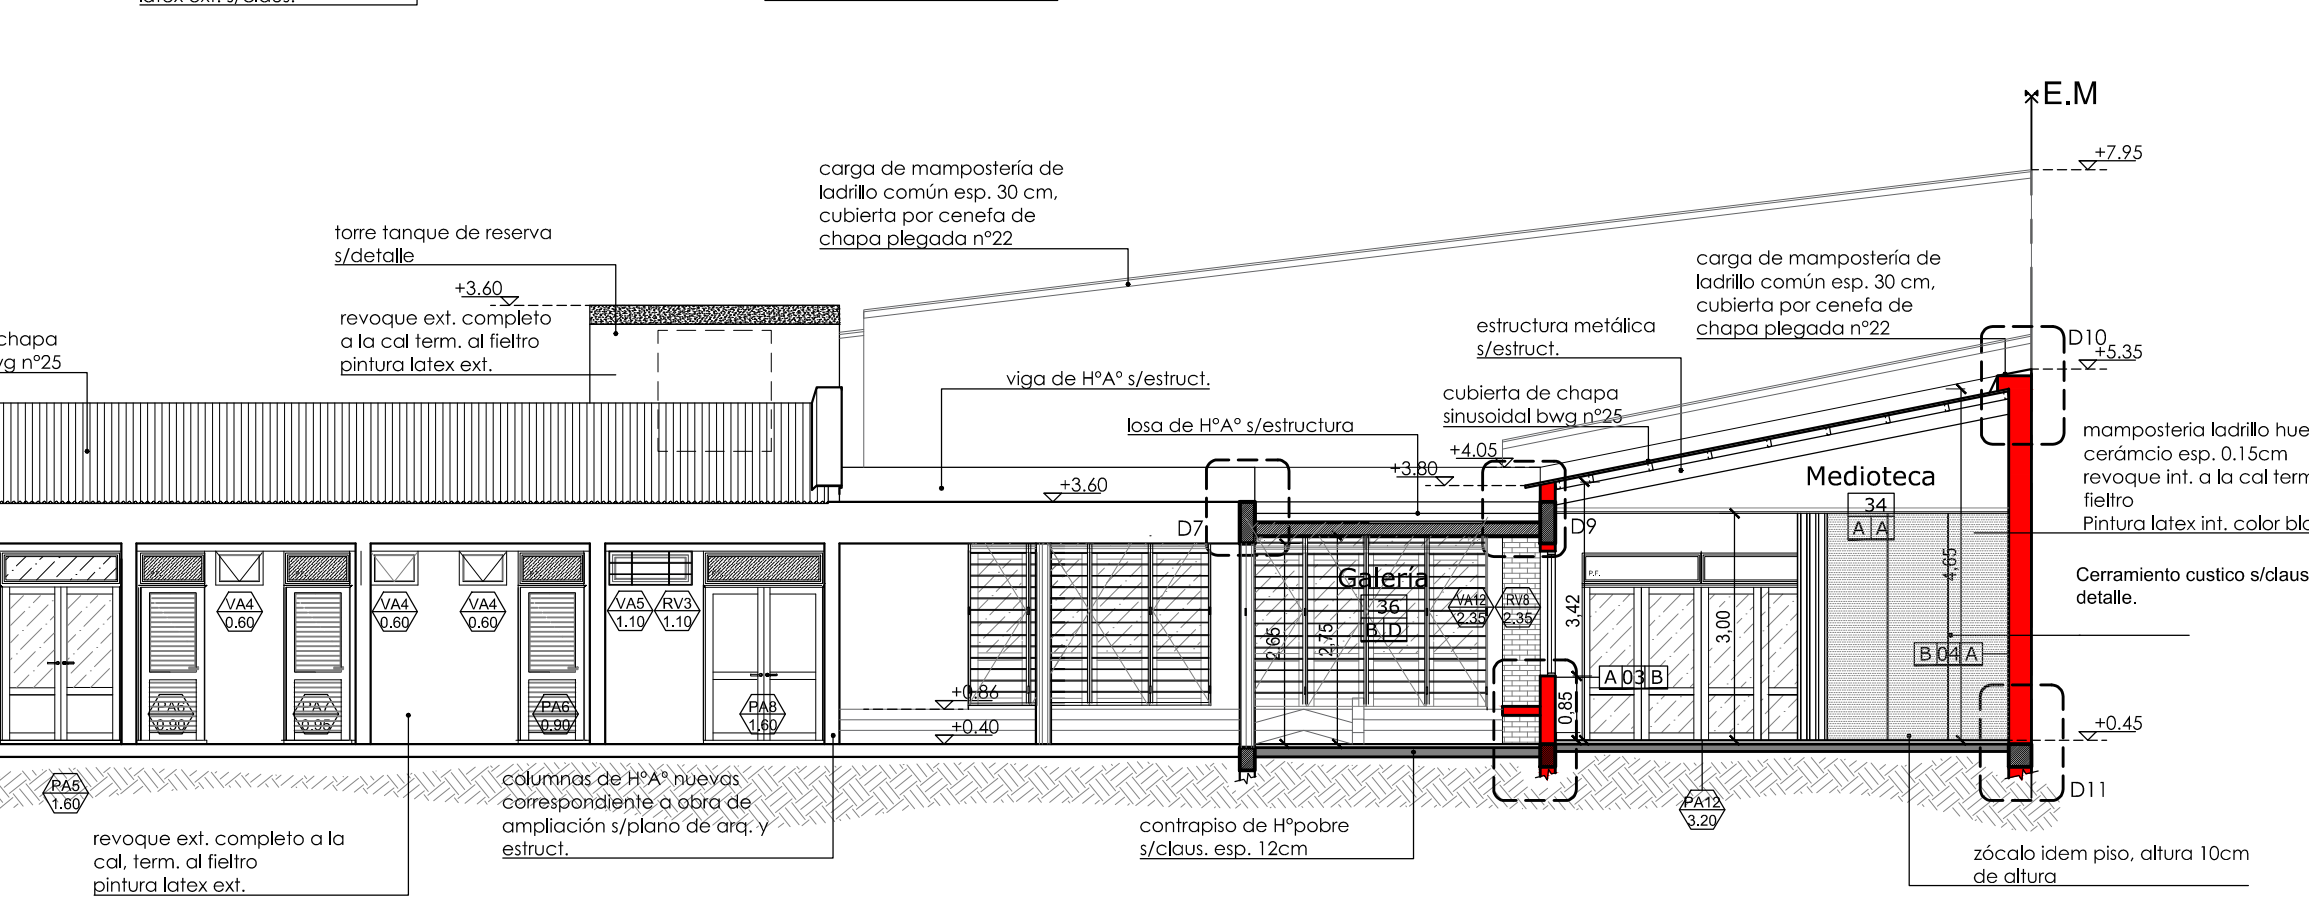 E.M
+7.95
carga de mampostería de
ladrillo común esp. 30 cm,
cubierta por cenefa de
chapa plegada n°22
torre tanque de reserva
s/detalle
+3.60
revoque ext. completo
a la cal term. al fieltro
pintura latex ext.
chapa
n°25
carga de mampostería de
ladrillo común esp. 30 cm,
cubierta por cenefa de
chapa plegada n°22
D10
+5.35
estructura metálica
s/estruct.
viga de H°A° s/estruct.
cubierta de chapa
sinusoidal bwg n°25
losa de H°A° s/estructura
+4.05
+3.80
+3.60
D7
D9
Medioteca
34
A A
mamposteria ladrillo
cerámcio esp. 0.15cm
revoque int. a la cal
fieltro
Pintura latex int. color
Cerramiento custico
detalle.
Galería
36
B D
VA4
0.60
VA4
0.60
VA4
0.60
VA5
1.10
RV3
1.10
VA12
2.35
RV8
2.35
P.F.
2,65
2,75
3,42
3,00
4,65
0,85
A 03 B
B 04 A
PA6
0.90
PA7
0.95
PA6
0.90
PA8
1.60
+0.86
+0.40
+0.45
PA5
1.60
PA12
3.20
D11
columnas de H°A° nuevas
correspondiente a obra de
ampliación s/plano de arq. y
estruct.
revoque ext. completo a la
cal, term. al fieltro
pintura latex ext.
contrapiso de H°pobre
s/claus. esp. 12cm
zócalo idem piso, altura 10cm
de altura